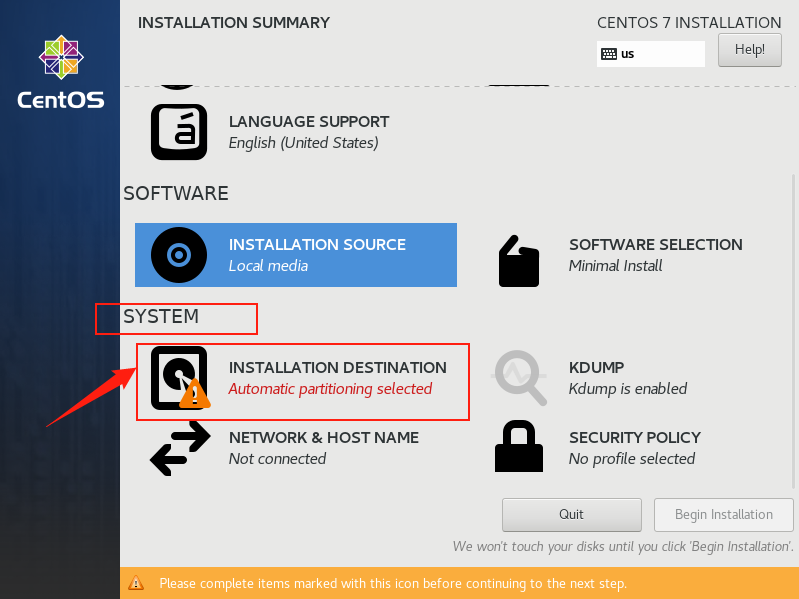 INSTALLATION SUMMARY
CENTOS 7 INSTALLATION
us
Help!
CentOS
LANGUAGE SUPPORT
English (United States)
SOFTWARE
INSTALLATION SOURCE
Local media
SOFTWARE SELECTION
Minimal Install
SYSTEM
INSTALLATION DESTINATION
Automatic partitioning selected
KDUMP
Kdump is enabled
NETWORK & HOST NAME
Not connected
SECURITY POLICY
No profile selected
Quit
Begin Installation
We won't touch your disks until you click 'Begin Installation'.
Please complete items marked with this icon before continuing to the next step.